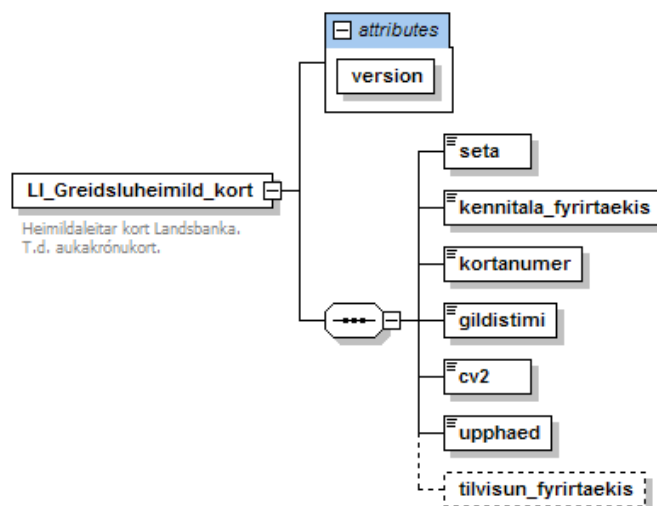 attributes
version
LI_Greidsluheimild_kort
Heimildaleitar kort Landsbanka.
T.d. aukakrónukort.
seta
kennitala_fyrirtaekis
kortanumer
gildistimi
cv2
upphaed
tilvisun_fyrirtaekis